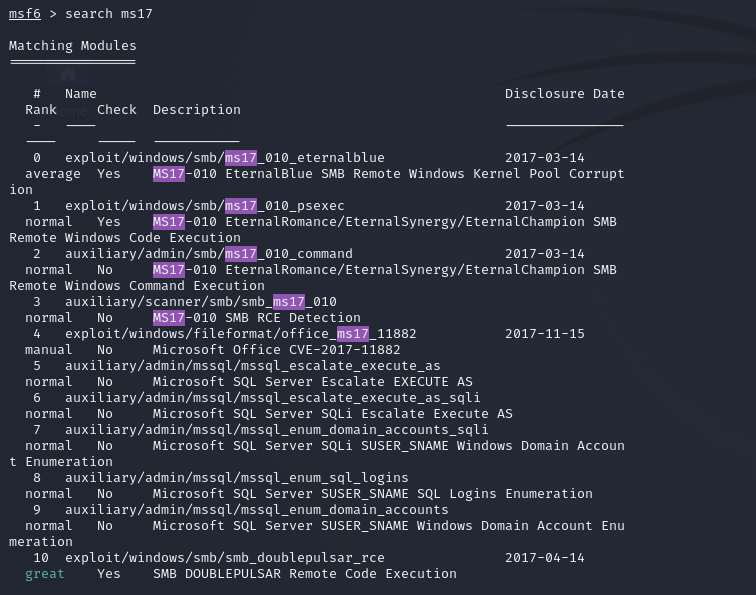 msf6 > search ms17
Matching Modules
================
# Name Disclosure Date
Rank Check Description
- ---- ---------------
---- ----- -----------
0 exploit/windows/smb/ms17_010_eternalblue 2017-03-14
average Yes MS17-010 EternalBlue SMB Remote Windows Kernel Pool Corrupt
ion
1 exploit/windows/smb/ms17_010_psexec 2017-03-14
normal Yes MS17-010 EternalRomance/EternalSynergy/EternalChampion SMB
Remote Windows Code Execution
2 auxiliary/admin/smb/ms17_010_command 2017-03-14
normal No MS17-010 EternalRomance/EternalSynergy/EternalChampion SMB
Remote Windows Command Execution
3 auxiliary/scanner/smb/smb_ms17_010
normal No MS17-010 SMB RCE Detection
4 exploit/windows/fileformat/office_ms17_11882 2017-11-15
manual No Microsoft Office CVE-2017-11882
5 auxiliary/admin/mssql/mssql_escalate_execute_as
normal No Microsoft SQL Server Escalate EXECUTE AS
6 auxiliary/admin/mssql/mssql_escalate_execute_as_sqli
normal No Microsoft SQL Server SQLi Escalate Execute AS
7 auxiliary/admin/mssql/mssql_enum_domain_accounts_sqli
normal No Microsoft SQL Server SQLi SUSER_SNAME Windows Domain Accoun
t Enumeration
8 auxiliary/admin/mssql/mssql_enum_sql_logins
normal No Microsoft SQL Server SUSER_SNAME SQL Logins Enumeration
9 auxiliary/admin/mssql/mssql_enum_domain_accounts
normal No Microsoft SQL Server SUSER_SNAME Windows Domain Account Enu
meration
10 exploit/windows/smb/smb_doublepulsar_rce 2017-04-14
great Yes SMB DOUBLEPULSAR Remote Code Execution